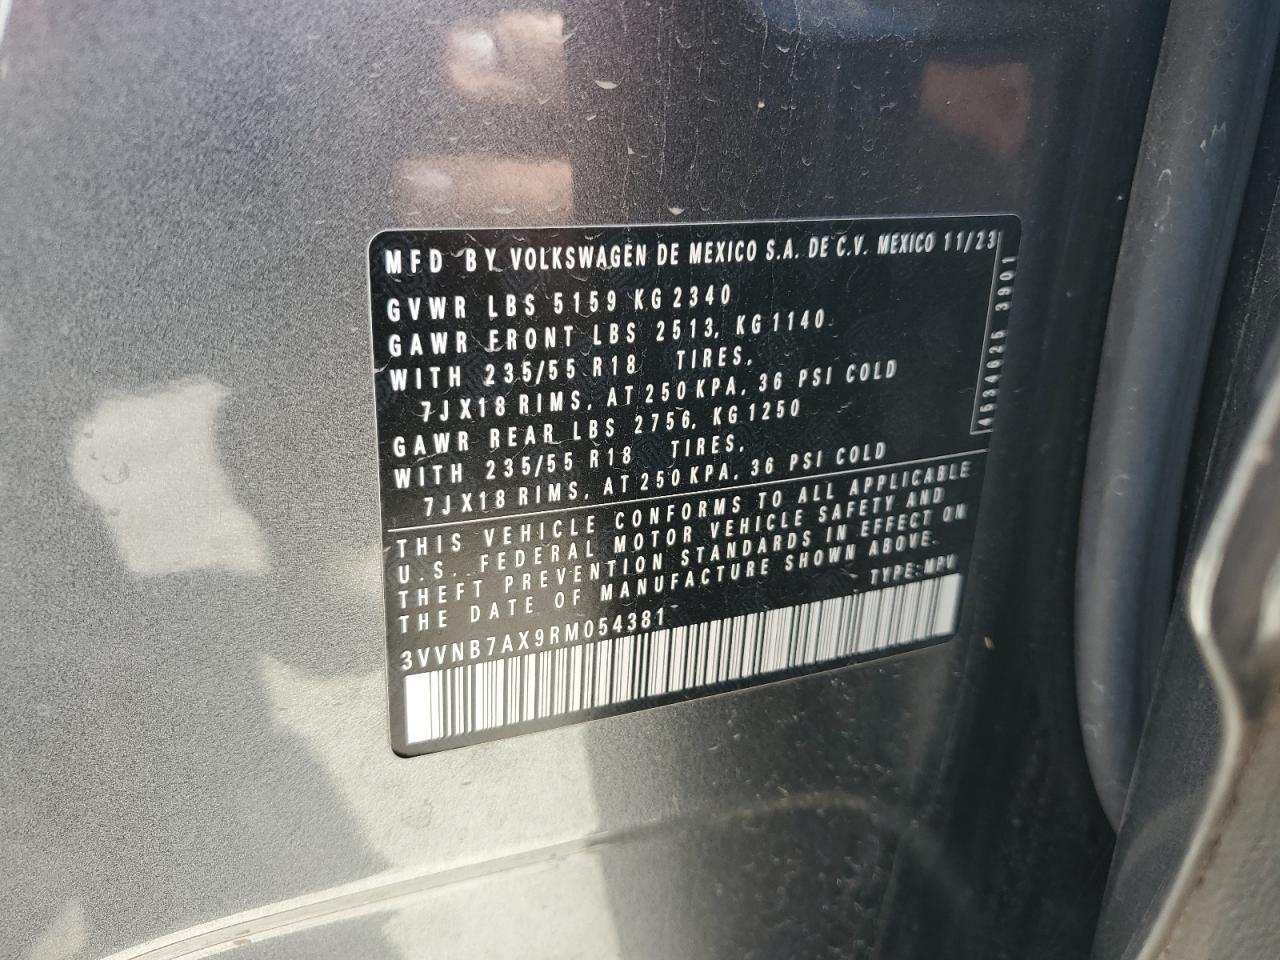 MFD BY VOLKSWAGEN DE MEXICO S.A. DE C.V. MEXICO 11/23
GVWR LBS 5159 KG 2340
GAWR FRONT LBS 2513, KG 1140
WITH 235/55 R18 TIRES,
7JX18 RIMS, AT 250 KPA, 36 PSI COLD
GAWR REAR LBS 2756, KG 1250
WITH 235/55 R18 TIRES,
7JX18 RIMS, AT 250 KPA, 36 PSI COLD
THIS VEHICLE CONFORMS TO ALL APPLICABLE
U.S. FEDERAL MOTOR VEHICLE SAFETY AND
THEFT PREVENTION STANDARDS IN EFFECT ON
THE DATE OF MANUFACTURE SHOWN ABOVE.
TYPE: MPV
3VVNB7AX9RM054381
4534625 3901